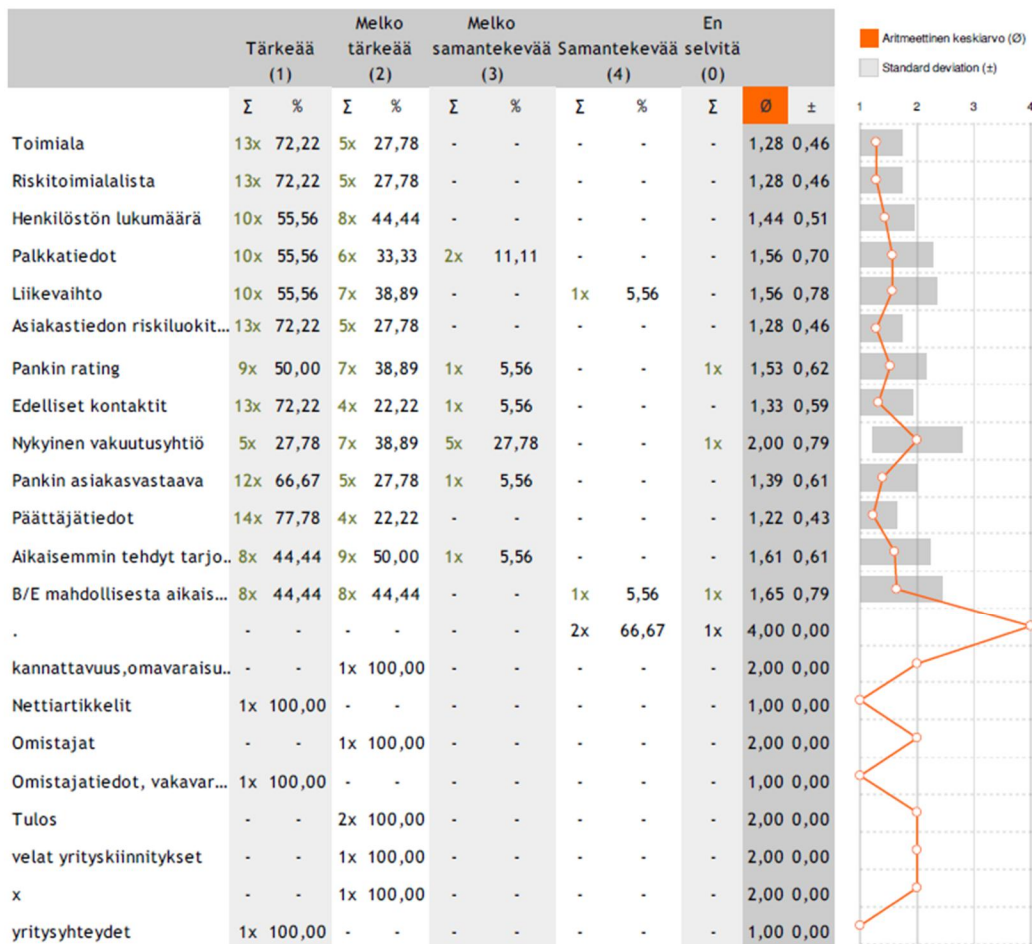 Tärkeää (1) Melko tärkeää (2) Melko samantekevää (3) Samantekevää (4) En selvitä (0)
Aritmeettinen keskiarvo (Ø)
Standard deviation (±)
Σ % Σ % Σ % Σ % Σ Ø ± 1 2 3 4
Toimiala 13x 72,22 5x 27,78 - - - - - 1,28 0,46
Riskitoimialalista 13x 72,22 5x 27,78 - - - - - 1,28 0,46
Henkilöstön lukumäärä 10x 55,56 8x 44,44 - - - - - 1,44 0,51
Palkkatiedot 10x 55,56 6x 33,33 2x 11,11 - - - 1,56 0,70
Liikevaihto 10x 55,56 7x 38,89 - - 1x 5,56 - 1,56 0,78
Asiakastiedon riskiluokit... 13x 72,22 5x 27,78 - - - - - 1,28 0,46
Pankin rating 9x 50,00 7x 38,89 1x 5,56 - - 1x 1,53 0,62
Edelliset kontaktit 13x 72,22 4x 22,22 1x 5,56 - - - 1,33 0,59
Nykyinen vakuutusyhtiö 5x 27,78 7x 38,89 5x 27,78 - - 1x 2,00 0,79
Pankin asiakasvastaava 12x 66,67 5x 27,78 1x 5,56 - - - 1,39 0,61
Päättäjätiedot 14x 77,78 4x 22,22 - - - - - 1,22 0,43
Aikaisemmin tehdyt tarjo.. 8x 44,44 9x 50,00 1x 5,56 - - - 1,61 0,61
B/E mahdollisesta aikais... 8x 44,44 8x 44,44 - - 1x 5,56 1x 1,65 0,79
. - - - - - - 2x 66,67 1x 4,00 0,00
kannattavuus,omavaraisu.. - - 1x 100,00 - - - - - 2,00 0,00
Nettiartikkelit 1x 100,00 - - - - - - - 1,00 0,00
Omistajat - - 1x 100,00 - - - - - 2,00 0,00
Omistajatiedot, vakavar... 1x 100,00 - - - - - - - 1,00 0,00
Tulos - - 2x 100,00 - - - - - 2,00 0,00
velat yrityskiinnitykset - - 1x 100,00 - - - - - 2,00 0,00
x - - 1x 100,00 - - - - - 2,00 0,00
yritysyhteydet 1x 100,00 - - - - - - - 1,00 0,00